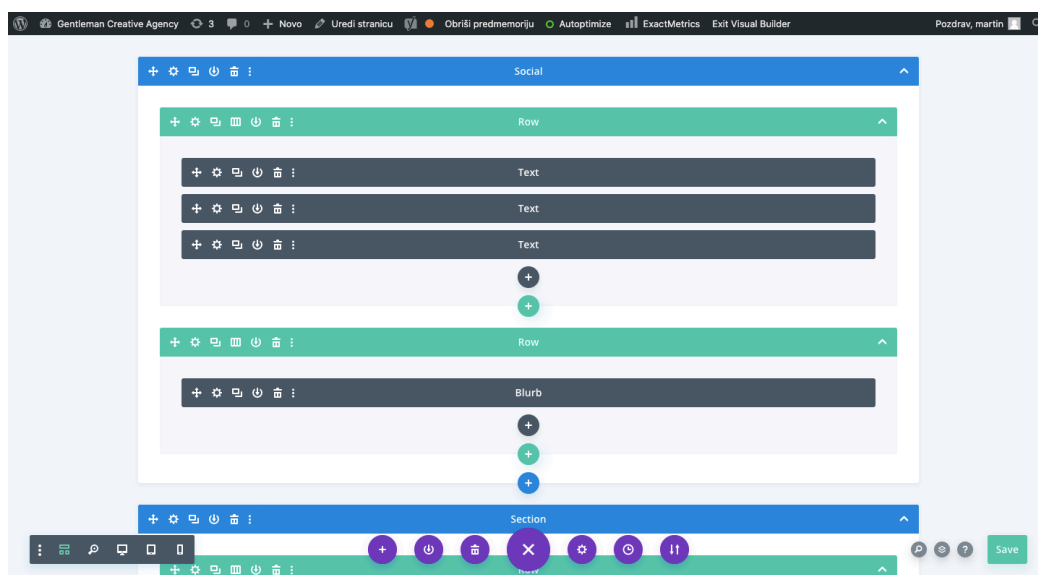 Gentleman Creative Agency 3 0 + Novo Uredi stranicu Obriši predmemoriju Autoptimize ExactMetrics Exit Visual Builder Pozdrav, martin
Social
Row
Text
Text
Text
Row
Blurb
Section
Save
Row